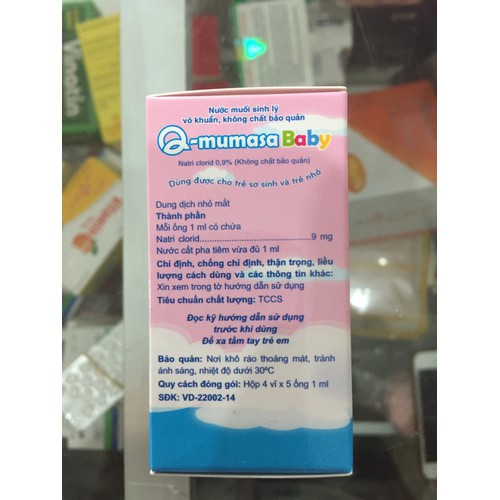 Nước muối sinh lý
vô khuẩn, không chất bảo quản
Q-mumasa Baby
Natri clorid 0,9% (Không chất bảo quản)
Dùng được cho trẻ sơ sinh và trẻ nhỏ
Dung dịch nhỏ mắt
Thành phần
Mỗi ống 1 ml có chứa
Natri clorid..................................9 mg
Nước cất pha tiêm vừa đủ 1 ml
Chỉ định, chống chỉ định, thận trọng, liều
lượng cách dùng và các thông tin khác:
Xin xem trong tờ hướng dẫn sử dụng
Tiêu chuẩn chất lượng: TCCS
Đọc kỹ hướng dẫn sử dụng
trước khi dùng
Để xa tầm tay trẻ em
Bảo quản: Nơi khô ráo thoáng mát, tránh
ánh sáng, nhiệt độ dưới 30ºC
Quy cách đóng gói: Hộp 4 vỉ x 5 ống 1 ml
SĐK: VD-22002-14